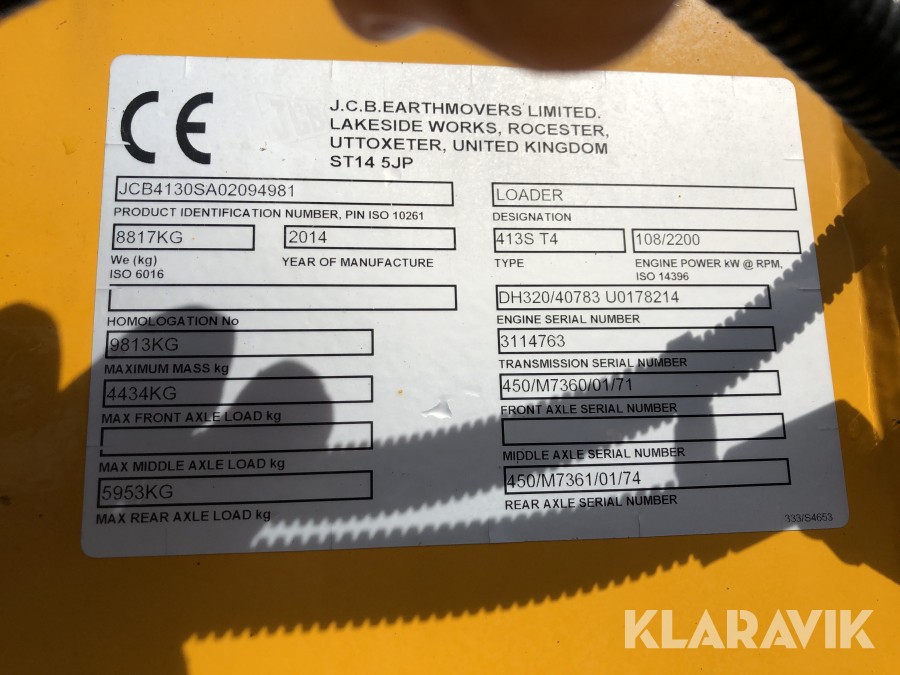 CE
J.C.B.EARTHMOVERS LIMITED.
LAKESIDE WORKS, ROCESTER,
UTTOXETER, UNITED KINGDOM
ST14 5JP
JCB4130SA02094981
PRODUCT IDENTIFICATION NUMBER, PIN ISO 10261
8817KG
We (kg)
ISO 6016
2014
YEAR OF MANUFACTURE
HOMOLOGATION No
9813KG
MAXIMUM MASS kg
4434KG
MAX FRONT AXLE LOAD kg
MAX MIDDLE AXLE LOAD kg
5953KG
MAX REAR AXLE LOAD kg
LOADER
DESIGNATION
413S T4
TYPE
108/2200
ENGINE POWER kW @ RPM,
ISO 14396
DH320/40783 U0178214
ENGINE SERIAL NUMBER
3114763
TRANSMISSION SERIAL NUMBER
450/M7360/01/71
FRONT AXLE SERIAL NUMBER
MIDDLE AXLE SERIAL NUMBER
450/M7361/01/74
REAR AXLE SERIAL NUMBER
333/S4653
KLARAVIK